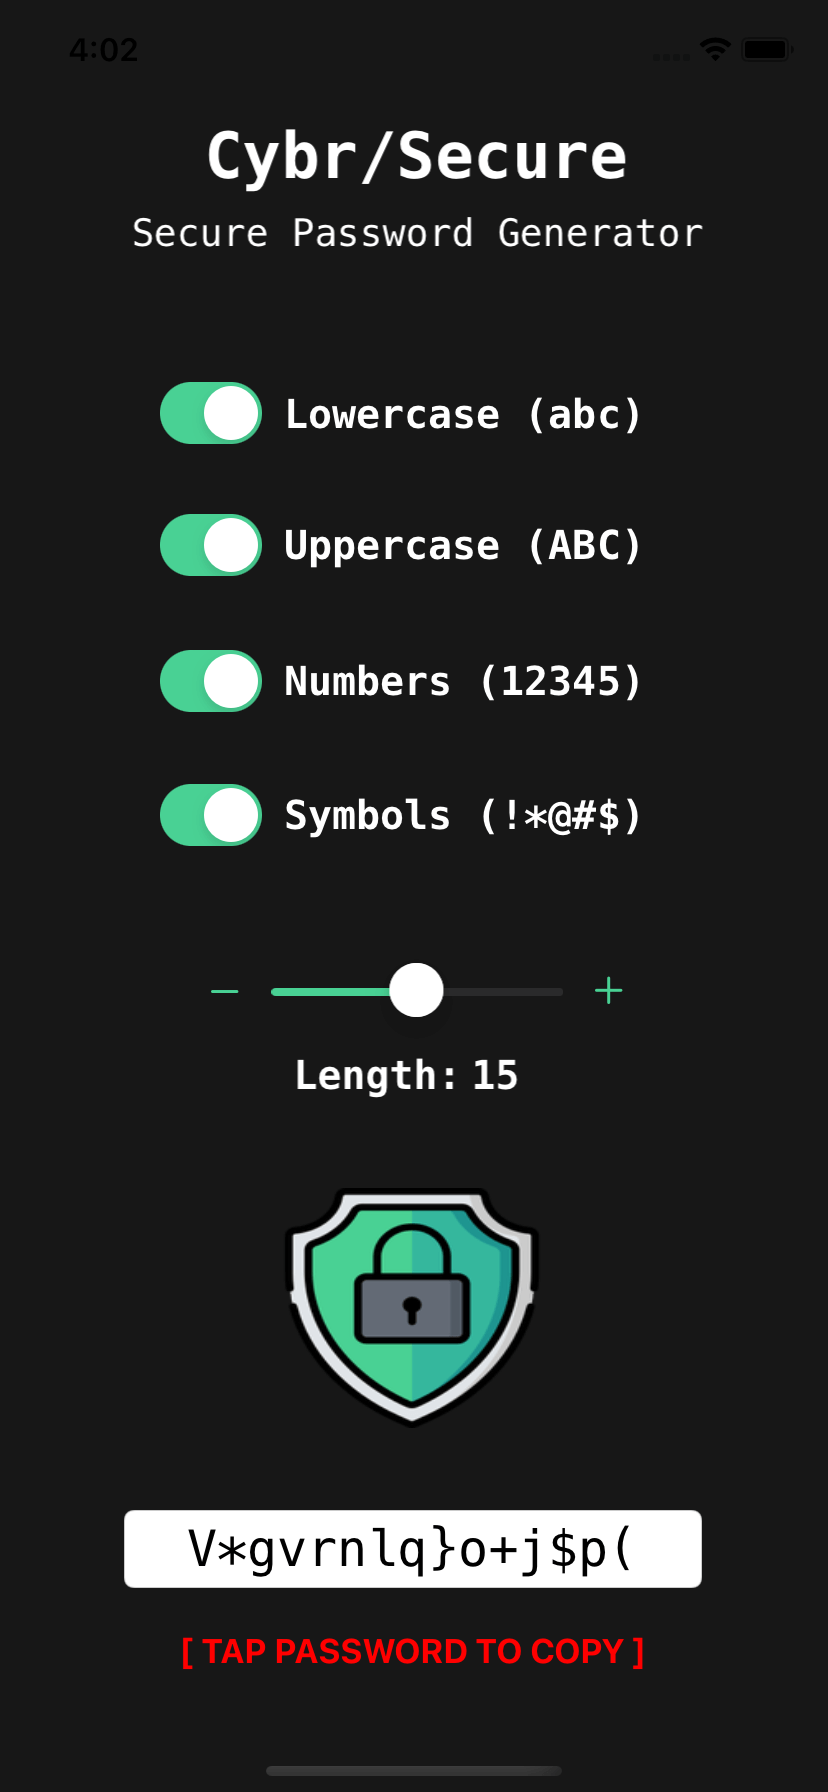 4:02
Cybr/Secure
Secure Password Generator
Lowercase (abc)
Uppercase (ABC)
Numbers (12345)
Symbols (!*@#$)
Length: 15
V*gvrnlq}o+j$p(
[ TAP PASSWORD TO COPY ]